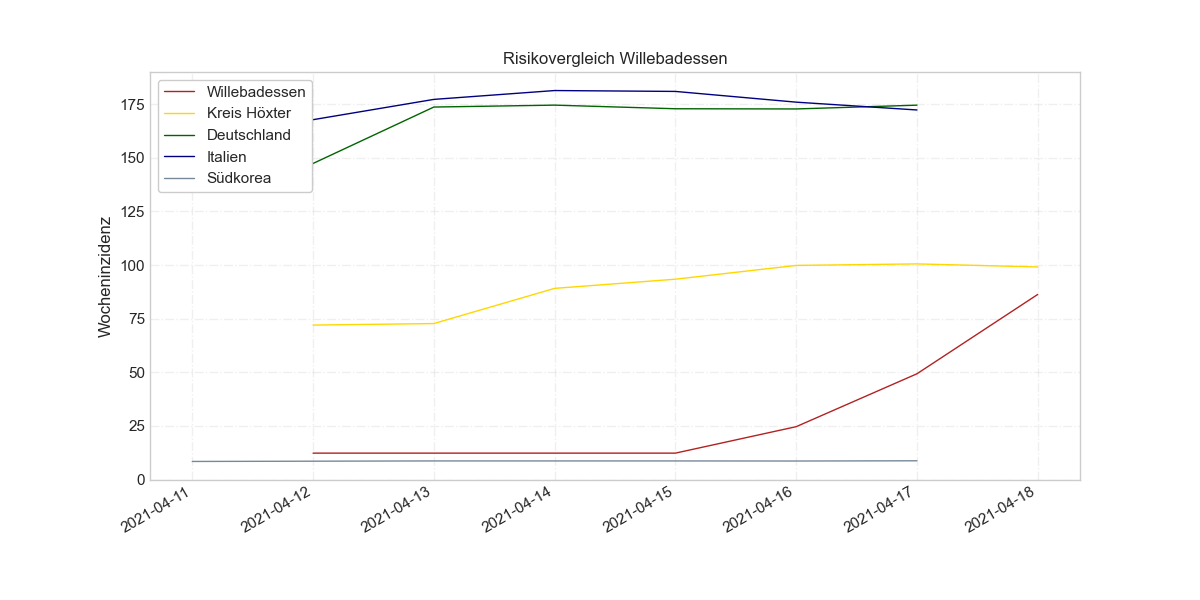 Risikovergleich Willebadessen
Willebadessen
Kreis Höxter
Deutschland
Italien
Südkorea
Wocheninzidenz
175
150
125
100
75
50
25
0
2021-04-11
2021-04-12
2021-04-13
2021-04-14
2021-04-15
2021-04-16
2021-04-17
2021-04-18